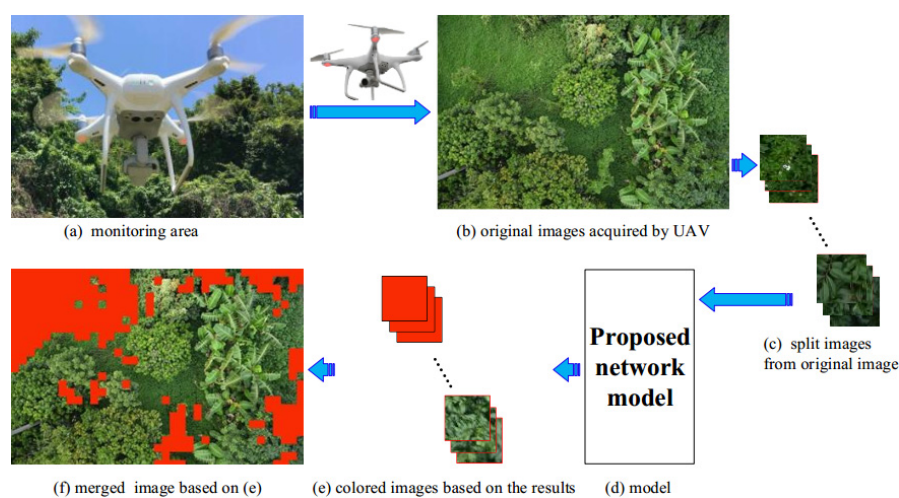 (a) monitoring area
(b) original images acquired by UAV
(c) split images
from original image
Proposed
network
model
(f) merged image based on (e)
(e) colored images based on the results
(d) model